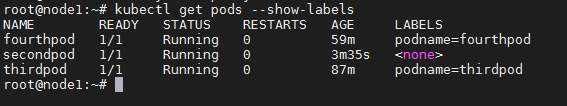 root@node1:~# kubectl get pods --show-labels
NAME        READY   STATUS    RESTARTS   AGE     LABELS
fourthpod   1/1     Running   0          59m     podname=fourthpod
secondpod   1/1     Running   0          3m35s   <none>
thirdpod    1/1     Running   0          87m     podname=thirdpod
root@node1:~#